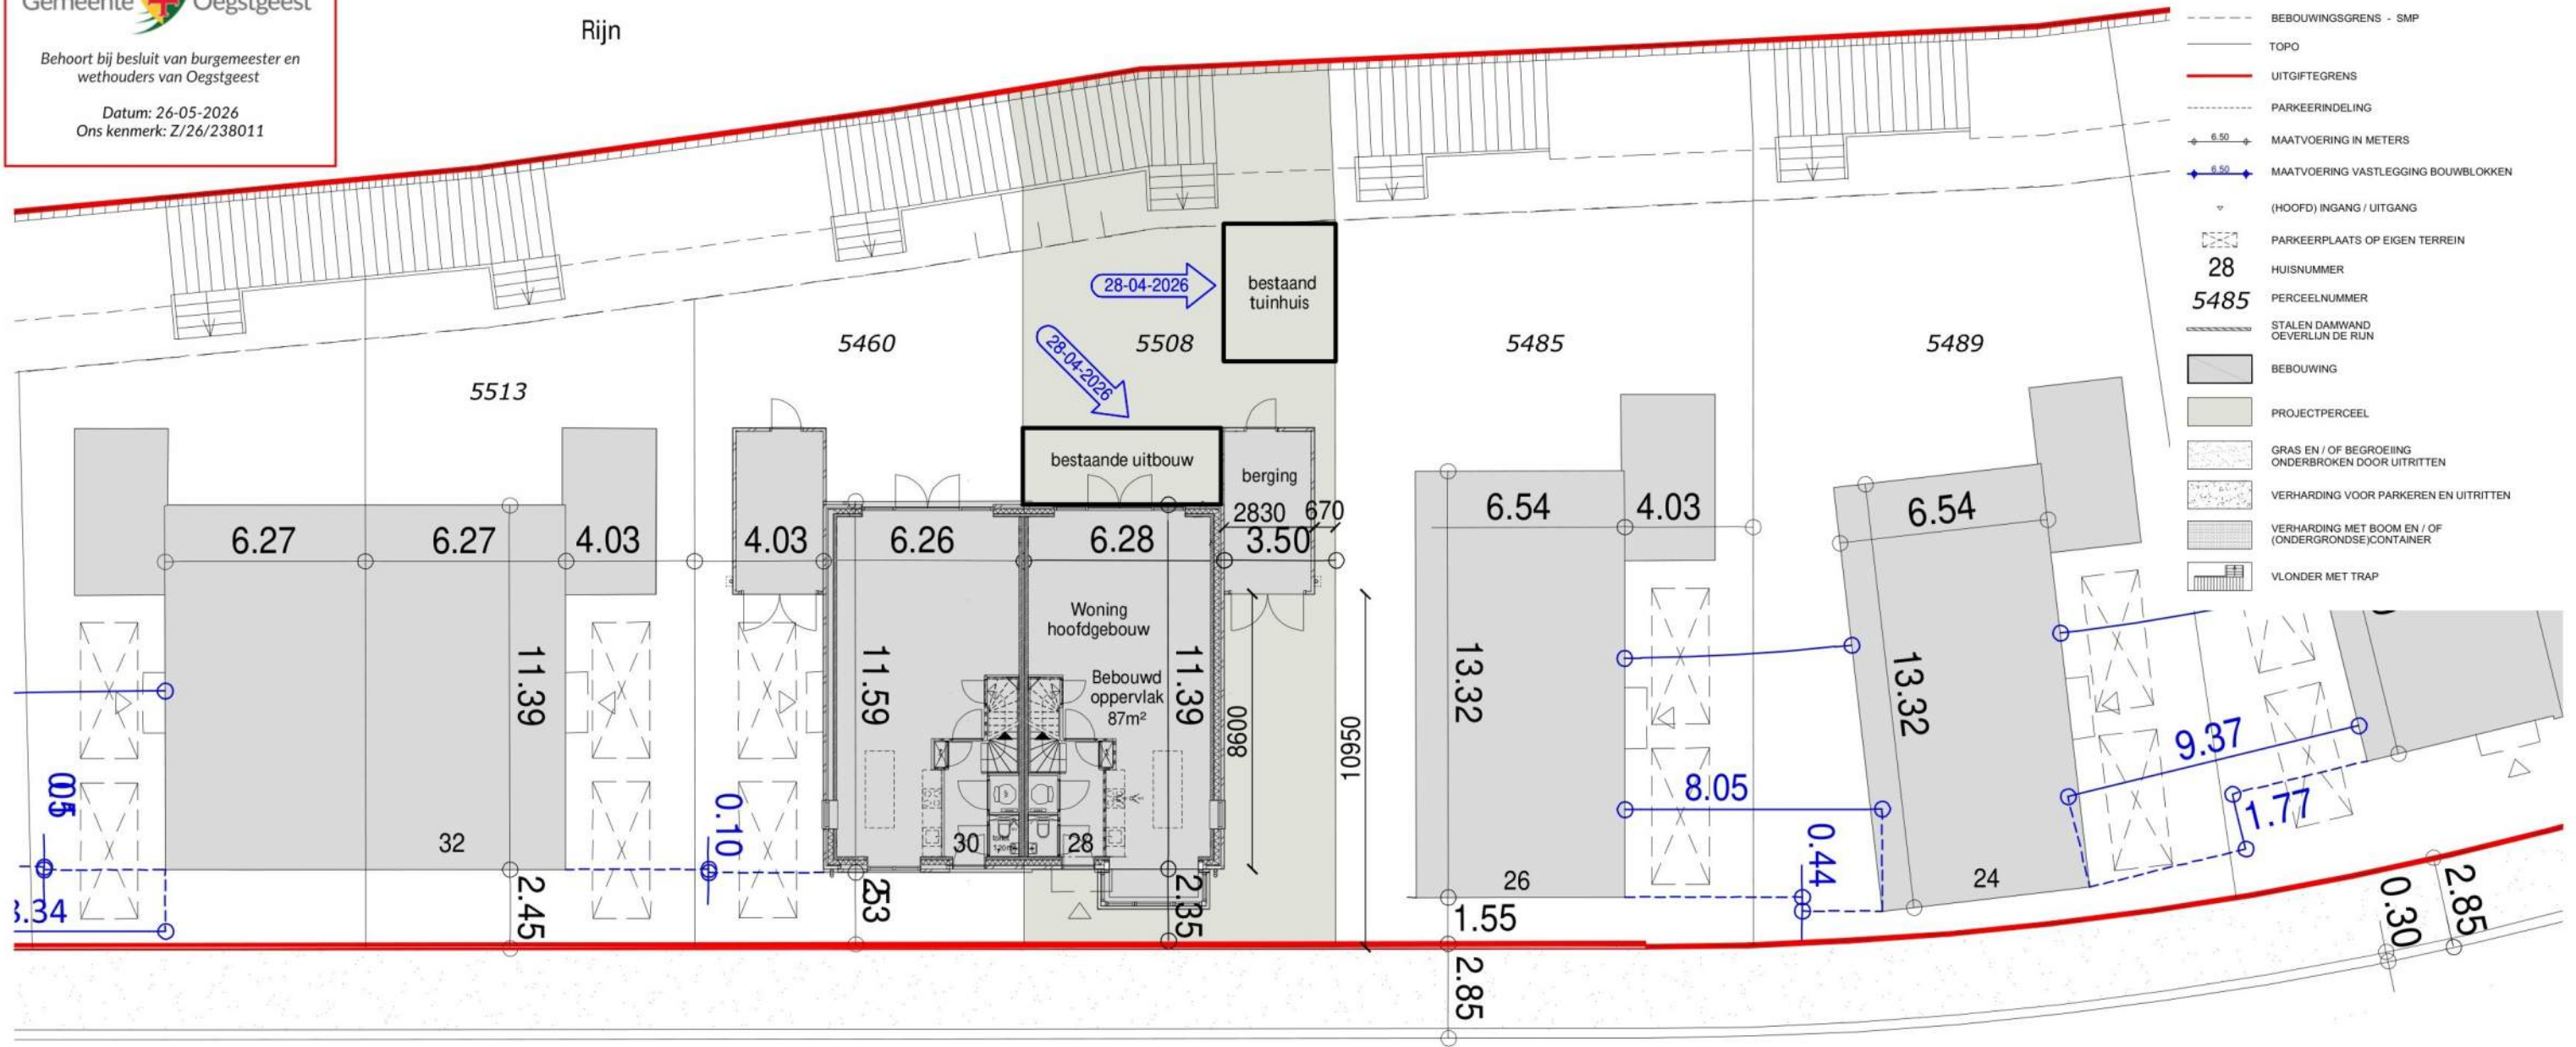 Gemeente Oegstgeest
Behoort bij besluit van burgemeester en
wethouders van Oegstgeest
Datum: 26-05-2026
Ons kenmerk: Z/26/238011
Rijn
BEBOUWINGSGRENS - SMP
TOPO
UITGIFTEGRENS
PARKEERINDELING
6.50 MAATVOERING IN METERS
6.50 MAATVOERING VASTLEGGING BOUWBLOKKEN
(HOOFD) INGANG / UITGANG
PARKEERPLAATS OP EIGEN TERREIN
28 HUISNUMMER
5485 PERCEELNUMMER
STALEN DAMWAND
OEVERLIJN DE RIJN
BEBOUWING
PROJECTPERCEEL
GRAS EN / OF BEGROEIING
ONDERBROKEN DOOR UITRITTEN
VERHARDING VOOR PARKEREN EN UITRITTEN
VERHARDING MET BOOM EN / OF
(ONDERGRONDSE)CONTAINER
VLONDER MET TRAP
28-04-2026
bestaand
tuinhuis
28-04-2026
5513
5460
5508
5485
5489
bestaande uitbouw
berging
2830 670
6.27
6.27
4.03
4.03
6.26
6.28
3.50
6.54
4.03
6.54
Woning
hoofdgebouw
Bebouwd
oppervlak
87m²
11.39
11.59
11.39
8600
10950
13.32
13.32
8.05
9.37
1.77
0.10
0.44
32
30
28
26
24
3.34
2.45
2.35
1.55
2.85
0.30
2.85